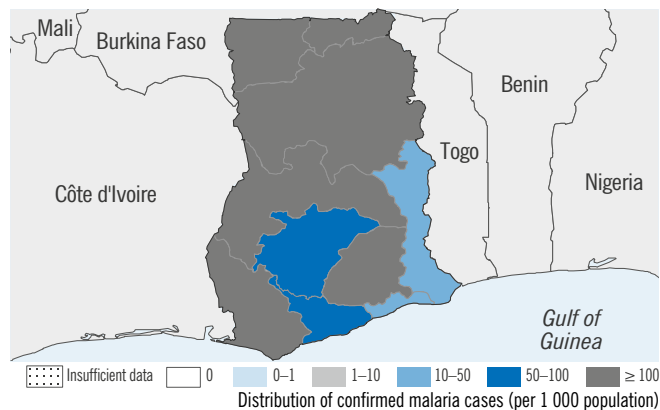 Mali
Burkina Faso
Benin
Togo
Côte d'Ivoire
Nigeria
Gulf of
Guinea
Insufficient data 0 0–1 1–10 10–50 50–100 ≥ 100
Distribution of confirmed malaria cases (per 1 000 population)